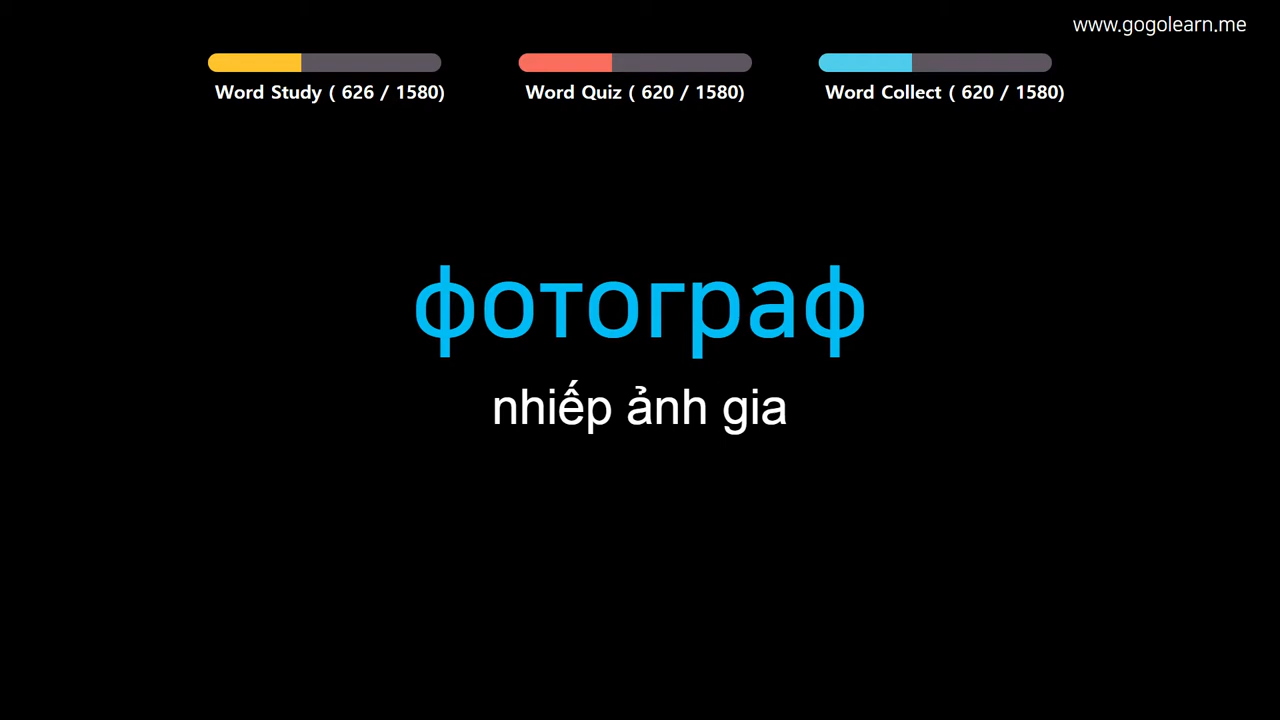 www.gogolearn.me
Word Study ( 626 / 1580)
Word Quiz ( 620 / 1580)
Word Collect ( 620 / 1580)
фотограф
nhiếp ảnh gia